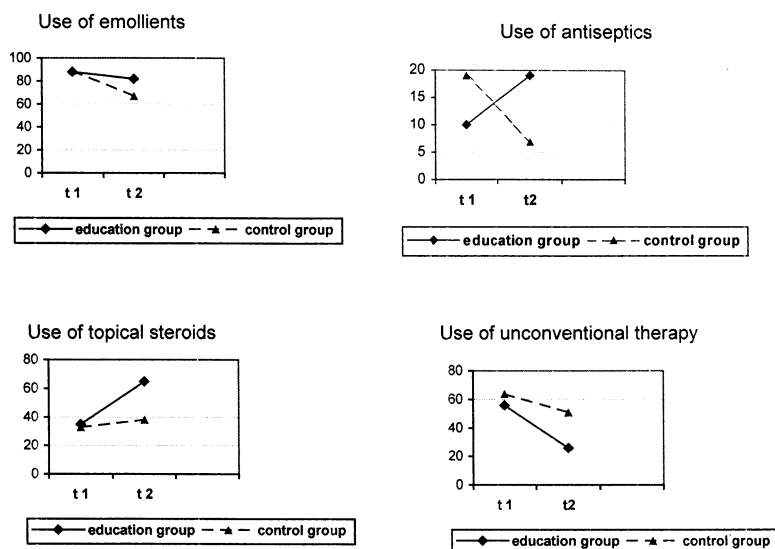 Use of emollients
100
80
60
40
20
0
t 1 t 2
education group control group
Use of antiseptics
20
15
10
5
0
t 1 t2
education group control group
Use of topical steroids
80
60
40
20
0
t 1 t 2
education group control group
Use of unconventional therapy
80
60
40
20
0
t 1 t2
education group control group